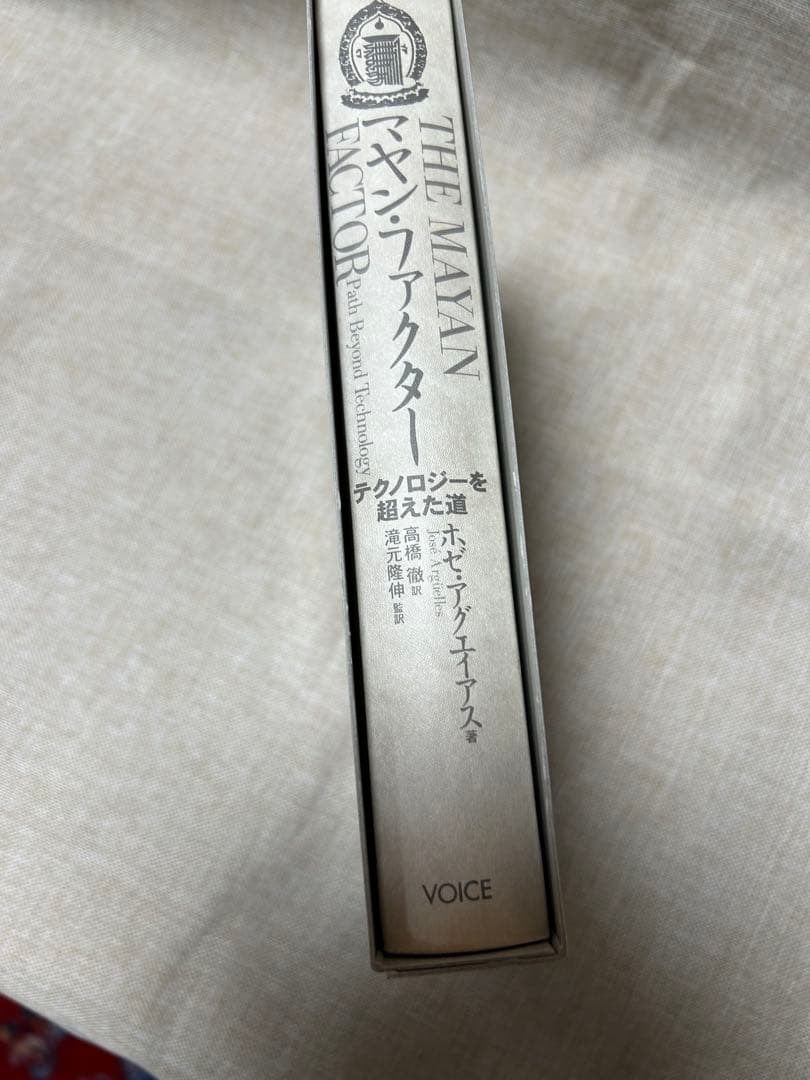 THE MAYAN
マヤン・ファクター
FACTOR
Path Beyond Technology
テクノロジーを
超えた道
ホゼ・アグエイアス 著
José Argüelles
高橋 徹 訳
滝元隆伸 監訳
VOICE